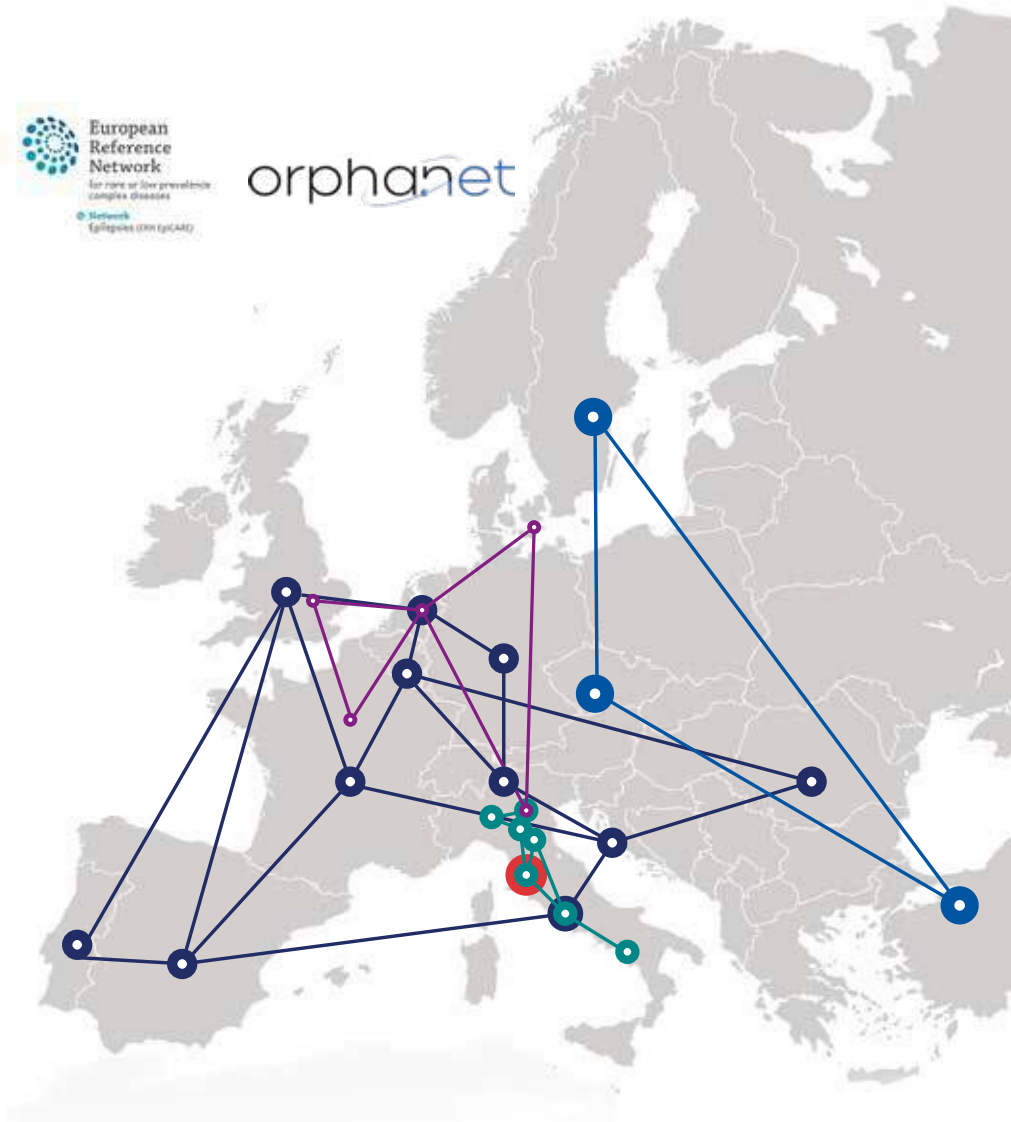 European
Reference
Network
for rare or low prevalence
complex diseases
Network
Epilepsies (ERN EpiCARE)
orphanet